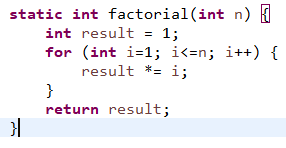 static int factorial(int n) {
    int result = 1;
    for (int i=1; i<=n; i++) {
        result *= i;
    }
    return result;
}